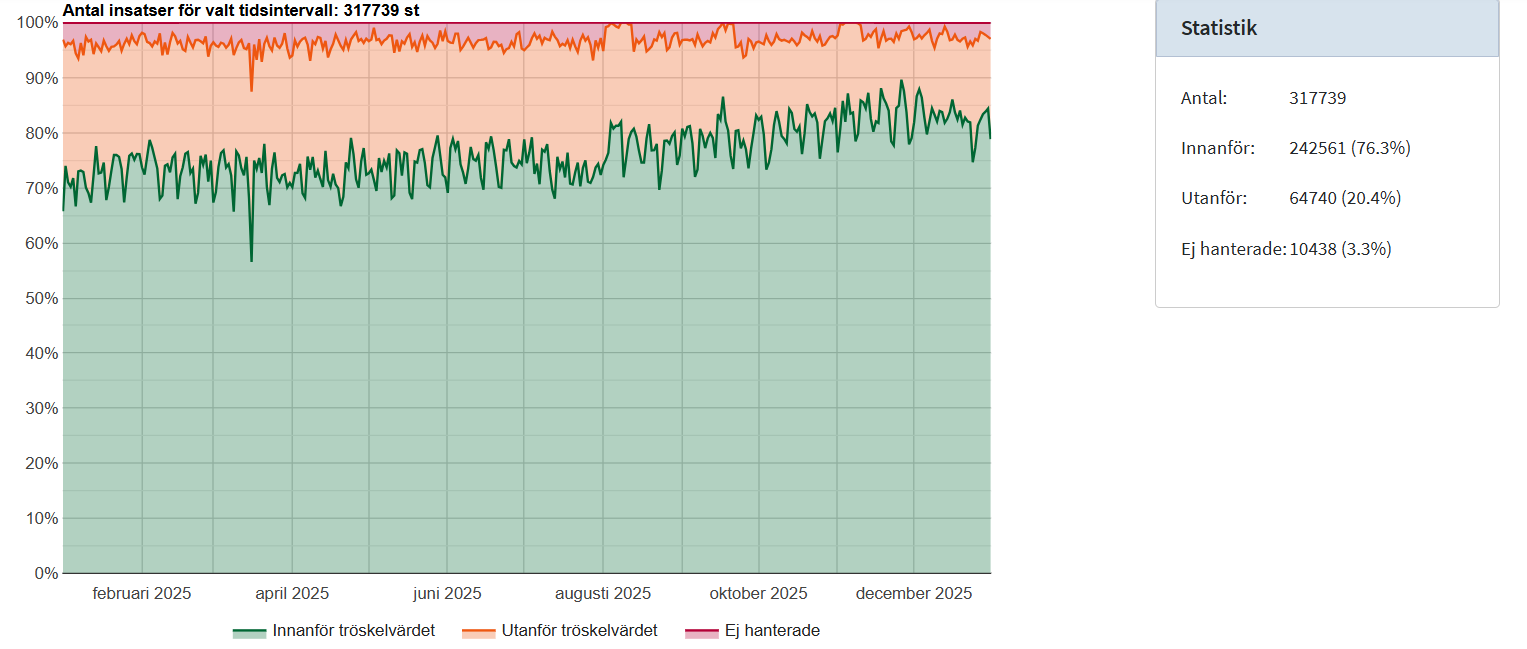 Antal insatser för valt tidsintervall: 317739 st
100%
90%
80%
70%
60%
50%
40%
30%
20%
10%
0%
februari 2025 april 2025 juni 2025 augusti 2025 oktober 2025 december 2025
Innanför tröskelvärdet Utanför tröskelvärdet Ej hanterade
Statistik
Antal: 317739
Innanför: 242561 (76.3%)
Utanför: 64740 (20.4%)
Ej hanterade: 10438 (3.3%)